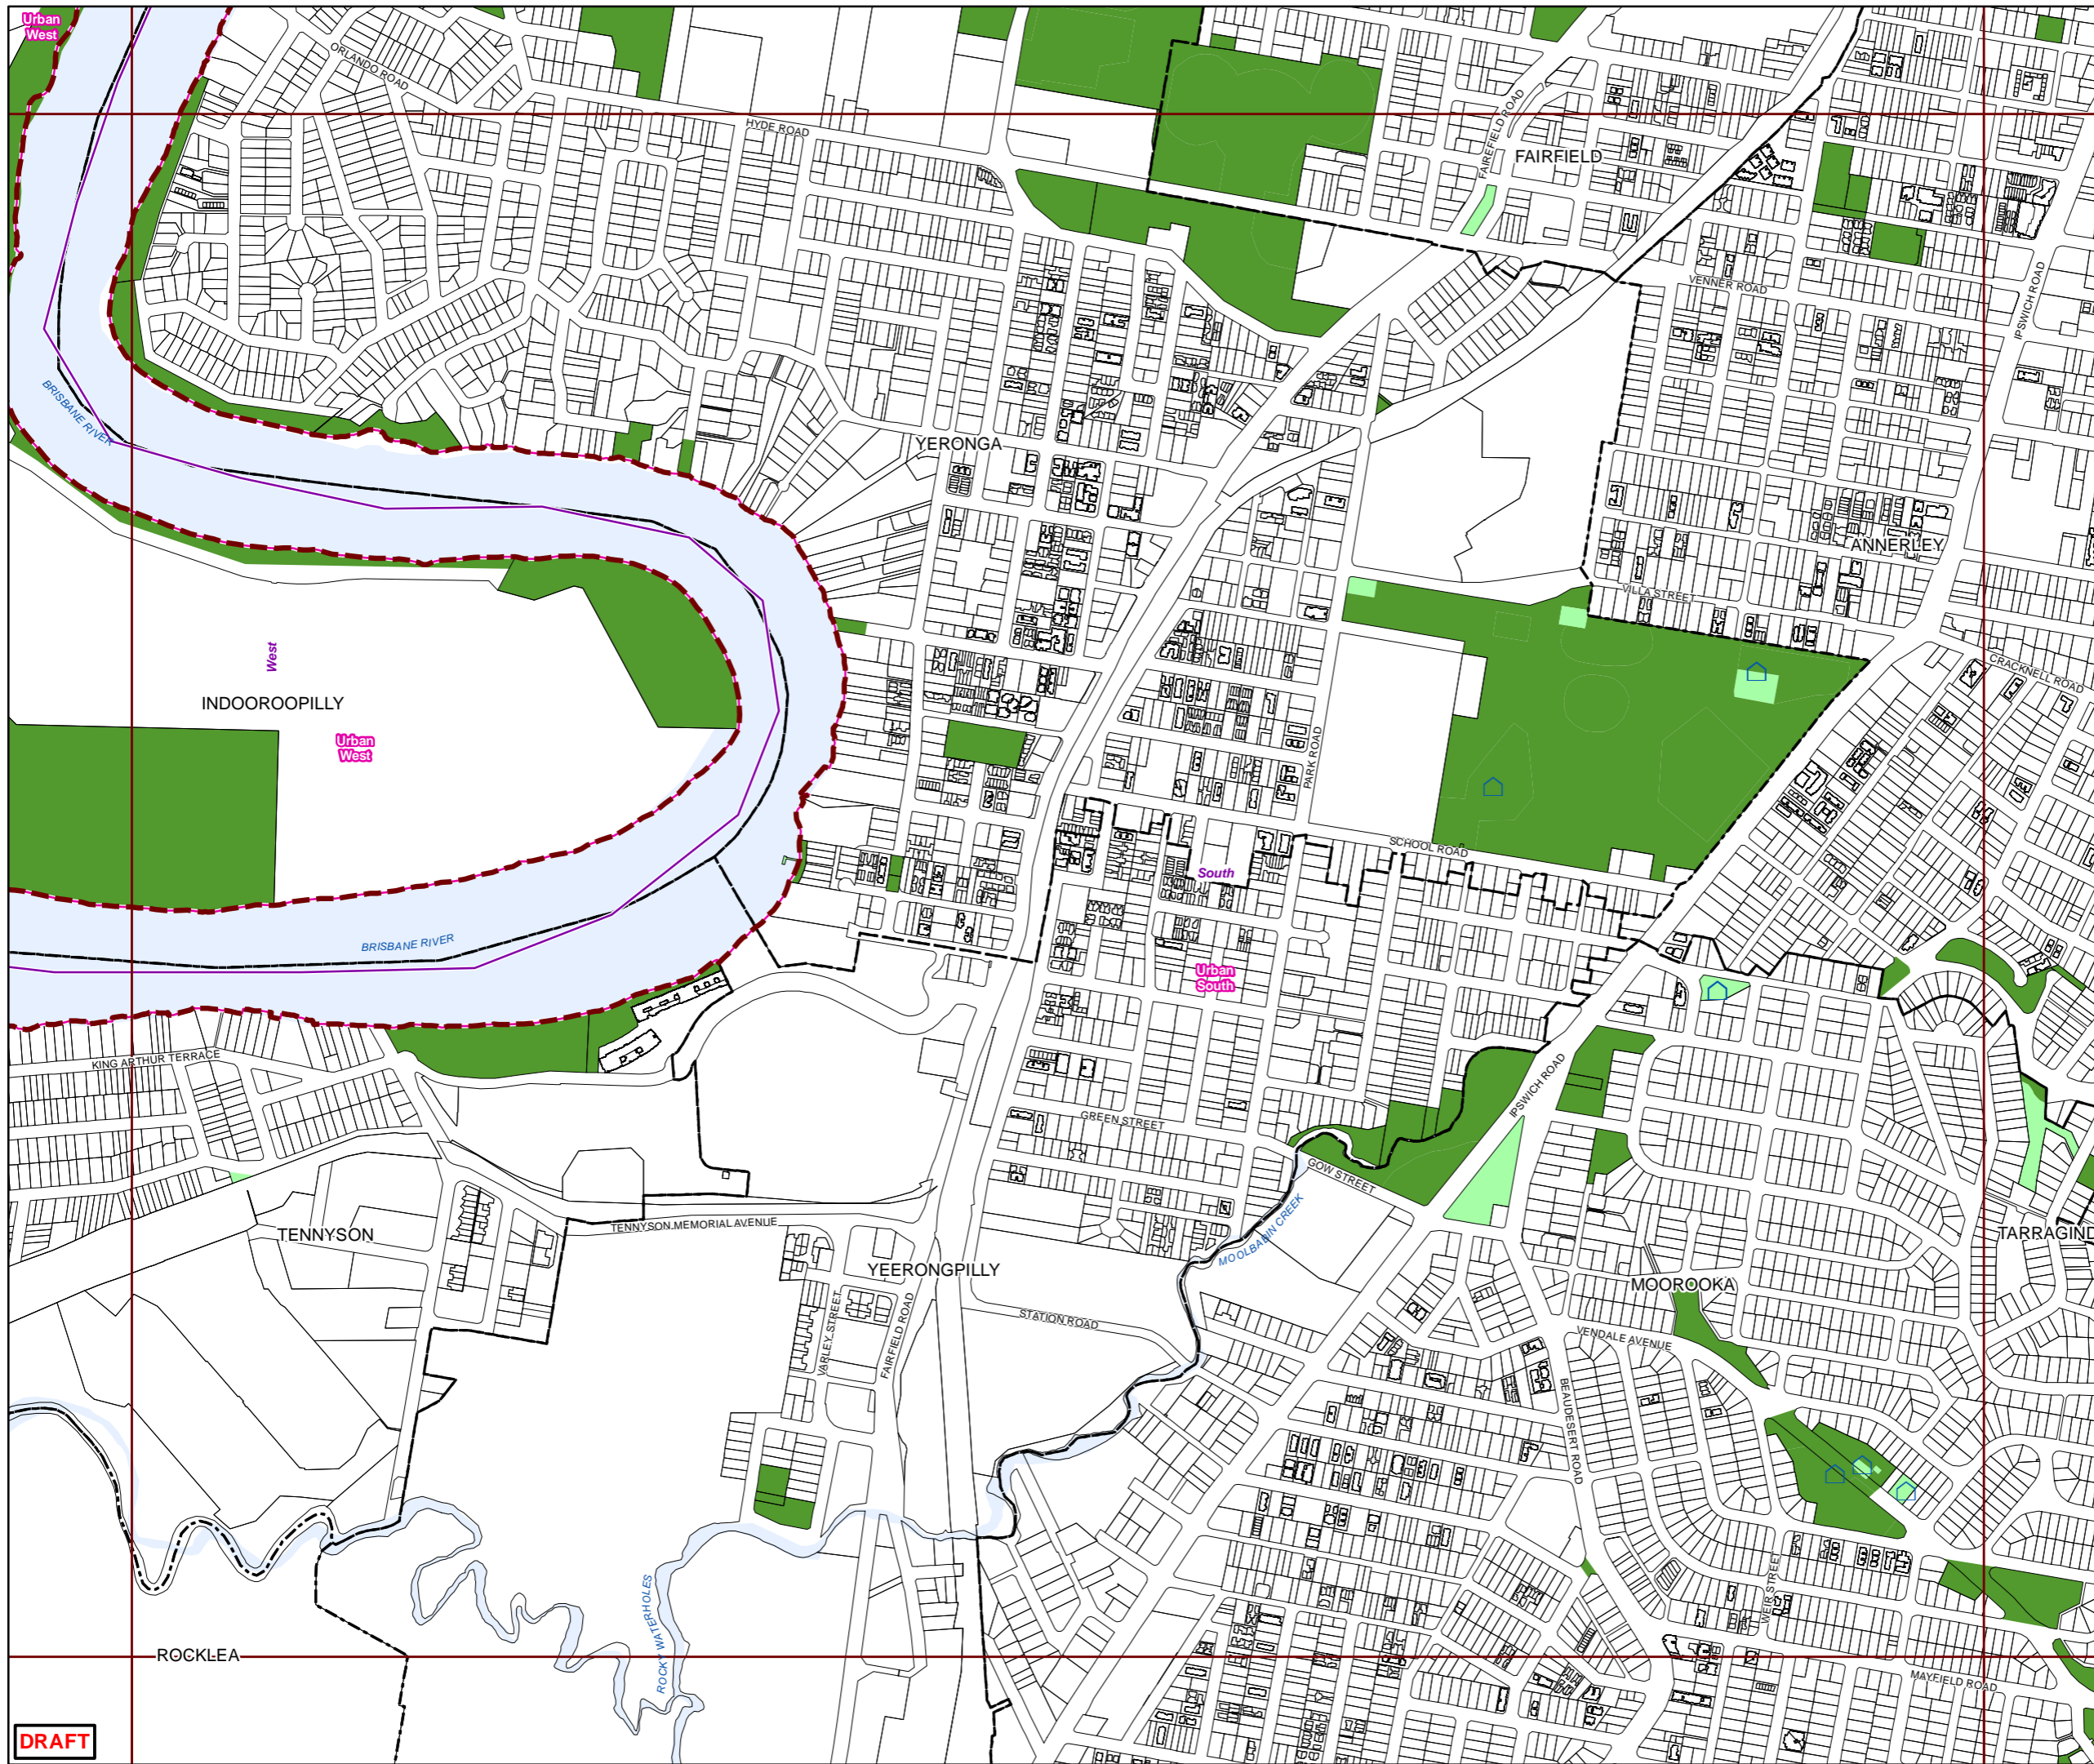 Urban
West
ORLANDO ROAD
HYDE ROAD
FAIREFIELD ROAD
FAIRFIELD
VENNER ROAD
IPSWICH ROAD
BRISBANE RIVER
YERONGA
ANNERLEY
VILLA STREET
CRACKNELL ROAD
West
INDOOROOPILLY
Urban
West
PARK ROAD
SCHOOL ROAD
South
BRISBANE RIVER
Urban
South
KING ARTHUR TERRACE
IPSWICH ROAD
GREEN STREET
GOW STREET
MOOLBABIN CREEK
TENNYSON MEMORIAL AVENUE
TENNYSON
TARRAGIND
YEERONGPILLY
MOOROOKA
STATION ROAD
VARLEY STREET
FAIRFIELD ROAD
VENDALE AVENUE
BEAUDESERT ROAD
WEIR STREET
ROCKY WATERHOLES
ROCKLEA
MAYFIELD ROAD
DRAFT